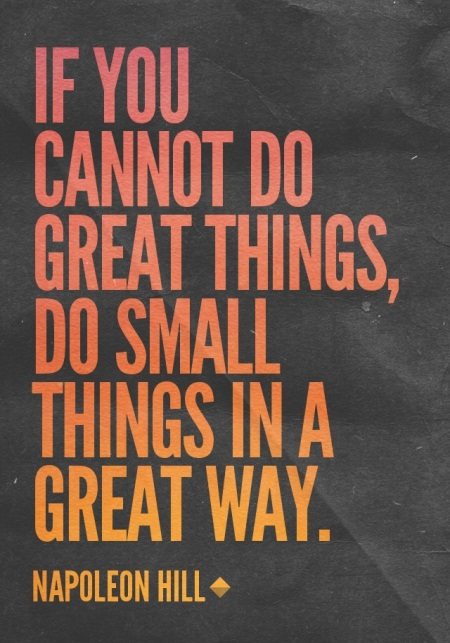 IF YOU
CANNOT DO
GREAT THINGS,
DO SMALL
THINGS IN A
GREAT WAY.
NAPOLEON HILL